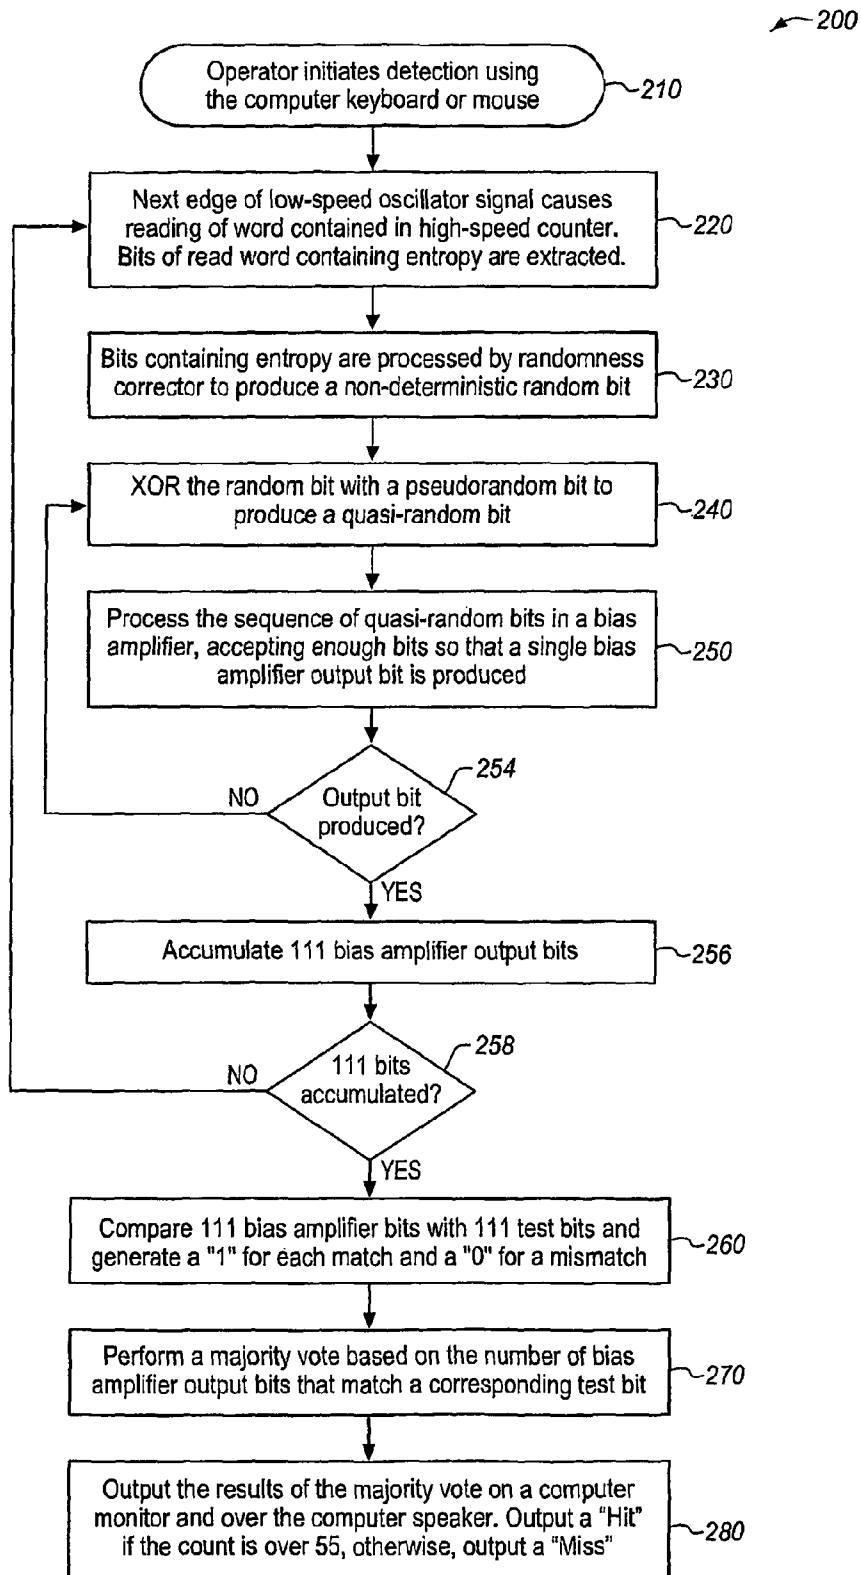 200
Operator initiates detection using
the computer keyboard or mouse
210
Next edge of low-speed oscillator signal causes
reading of word contained in high-speed counter.
Bits of read word containing entropy are extracted.
220
Bits containing entropy are processed by randomness
corrector to produce a non-deterministic random bit
230
XOR the random bit with a pseudorandom bit to
produce a quasi-random bit
240
Process the sequence of quasi-random bits in a bias
amplifier, accepting enough bits so that a single bias
amplifier output bit is produced
250
254
NO
Output bit
produced?
YES
Accumulate 111 bias amplifier output bits
256
258
NO
111 bits
accumulated?
YES
Compare 111 bias amplifier bits with 111 test bits and
generate a "1" for each match and a "0" for a mismatch
260
Perform a majority vote based on the number of bias
amplifier output bits that match a corresponding test bit
270
Output the results of the majority vote on a computer
monitor and over the computer speaker. Output a "Hit"
if the count is over 55, otherwise, output a "Miss"
280